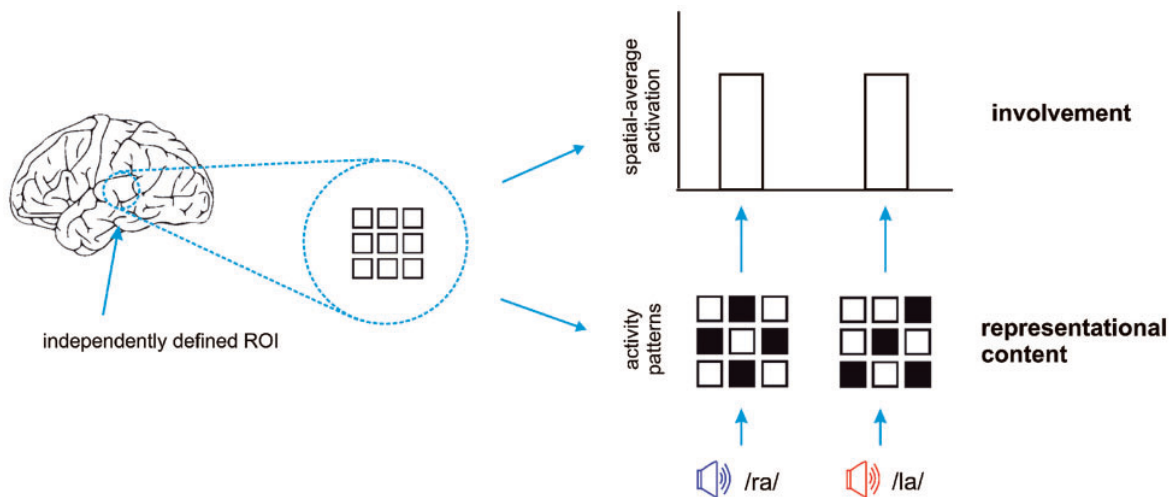 spatial-average
activation
involvement
independently defined ROI
activity
patterns
representational
content
/ra/
/la/